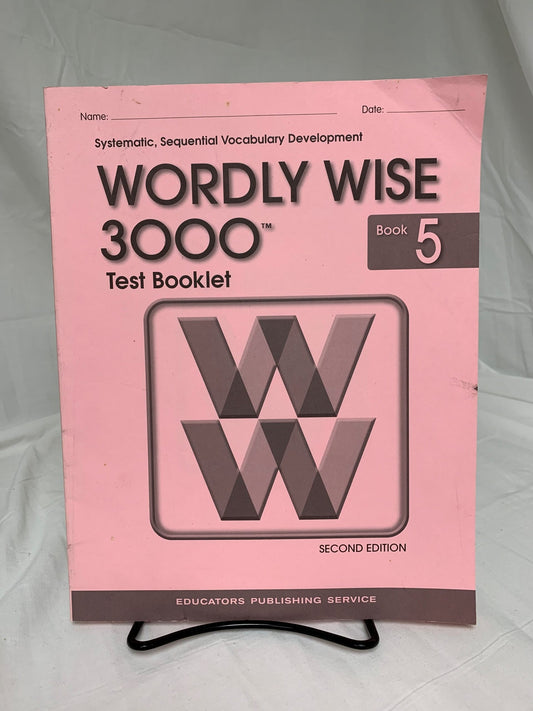 Name: Date:
Systematic, Sequential Vocabulary Development
WORDLY WISE
3000™
Book 5
Test Booklet
W
W
SECOND EDITION
EDUCATORS PUBLISHING SERVICE